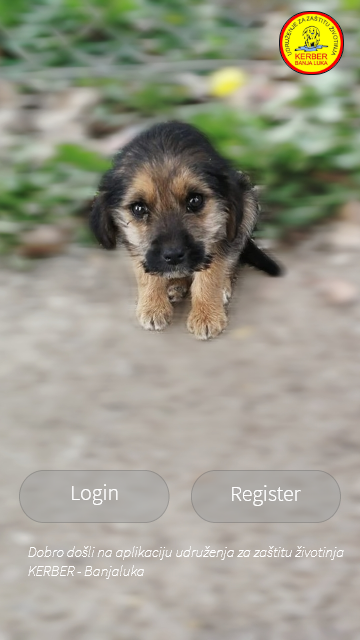 UDRUŽENJE ZA ZAŠTITU ŽIVOTINJA
KERBER
BANJA LUKA
Login
Register
Dobro došli na aplikaciju udruženja za zaštitu životinja
KERBER - Banjaluka